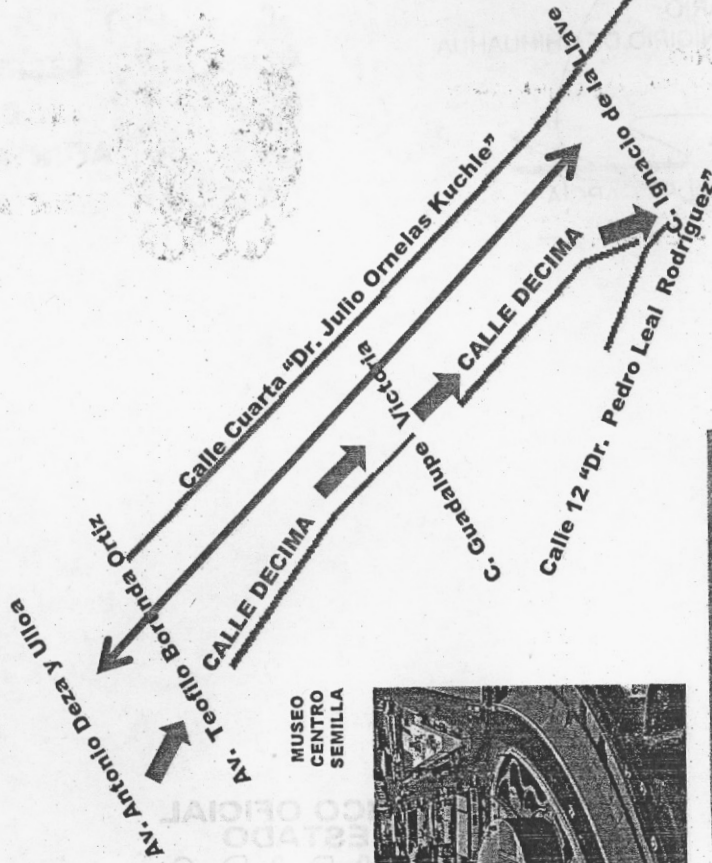 C. Ignacio de la Llave
Calle Cuarta “Dr. Julio Ornelas Kuchle”
CALLE DECIMA
Calle 12 “Dr. Pedro Leal Rodríguez”
C. Guadalupe Victoria
CALLE DECIMA
Av. Teofilo Borunda Ortiz
Av. Antonio Deza y Ulloa
MUSEO
CENTRO
SEMILLA